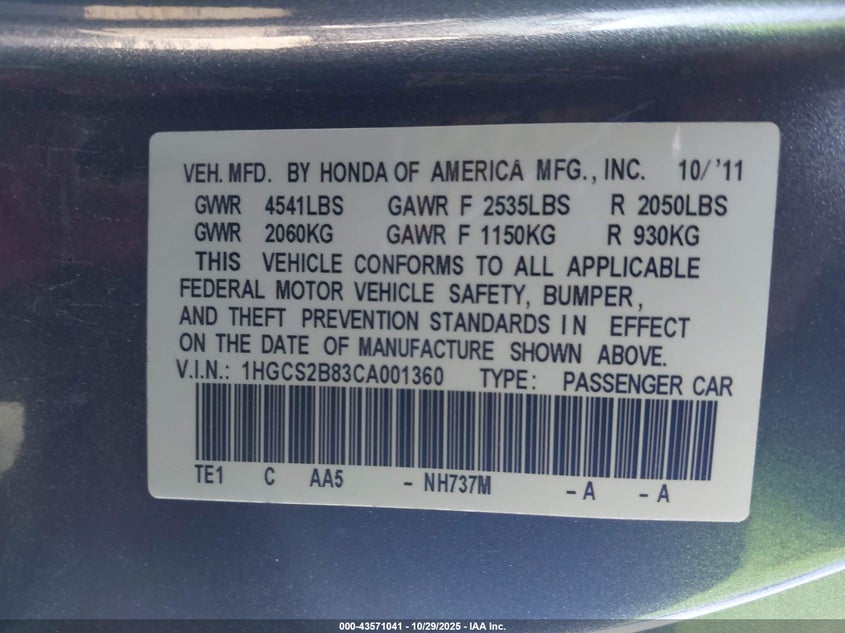 VEH. MFD. BY HONDA OF AMERICA MFG., INC. 10/'11
GVWR 4541LBS GAWR F 2535LBS R 2050LBS
GVWR 2060KG GAWR F 1150KG R 930KG
THIS VEHICLE CONFORMS TO ALL APPLICABLE
FEDERAL MOTOR VEHICLE SAFETY, BUMPER,
AND THEFT PREVENTION STANDARDS IN EFFECT
ON THE DATE OF MANUFACTURE SHOWN ABOVE.
V.I.N.: 1HGCS2B83CA001360 TYPE: PASSENGER CAR
TE1 C AA5 - NH737M - A - A
000-43571041 - 10/29/2025 - IAA Inc.